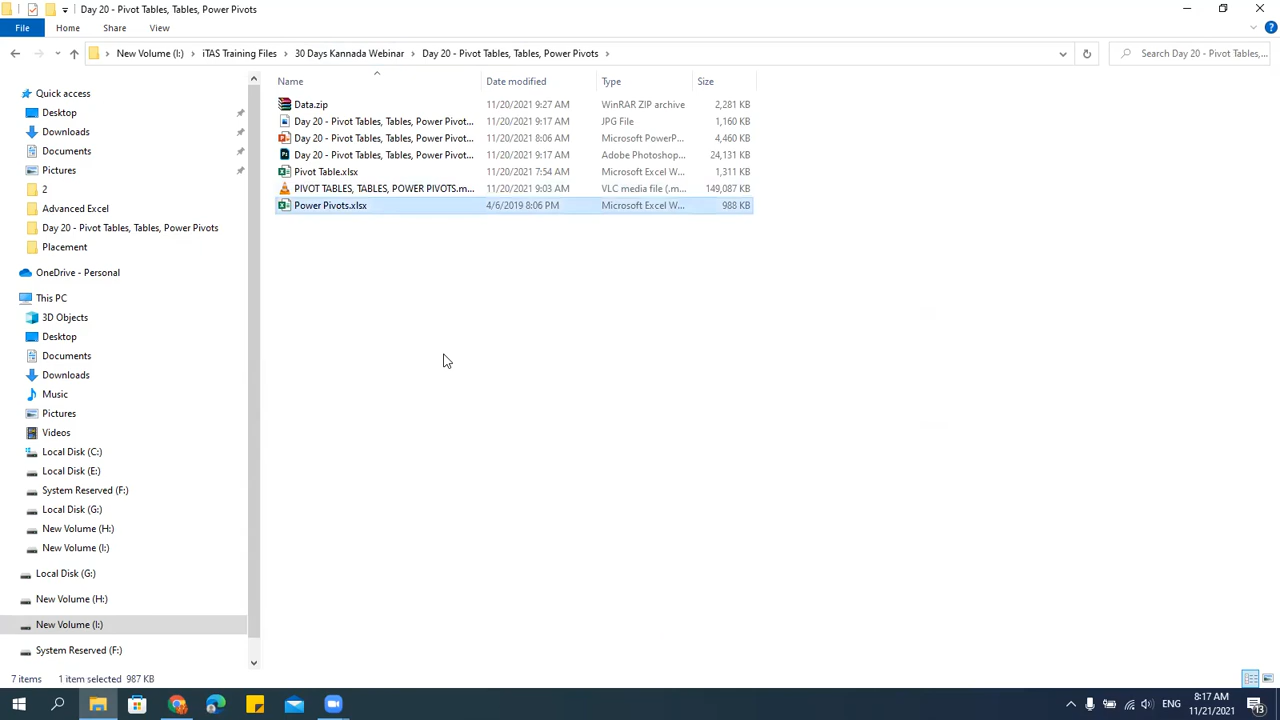 Day 20 - Pivot Tables, Tables, Power Pivots
File Home Share View
New Volume (I:) iTAS Training Files 30 Days Kannada Webinar Day 20 - Pivot Tables, Tables, Power Pivots Search Day 20 - Pivot Tables, Tables,...
Name Date modified Type Size
Data.zip 11/20/2021 9:27 AM WinRAR ZIP archive 2,281 KB
Day 20 - Pivot Tables, Tables, Power Pivot... 11/20/2021 9:17 AM JPG File 1,160 KB
Day 20 - Pivot Tables, Tables, Power Pivot... 11/20/2021 8:06 AM Microsoft PowerP... 4,460 KB
Day 20 - Pivot Tables, Tables, Power Pivot... 11/20/2021 9:17 AM Adobe Photoshop... 24,131 KB
Pivot Table.xlsx 11/20/2021 7:54 AM Microsoft Excel W... 1,311 KB
PIVOT TABLES, TABLES, POWER PIVOTS.m... 11/20/2021 9:03 AM VLC media file (.m... 149,087 KB
Power Pivots.xlsx 4/6/2019 8:06 PM Microsoft Excel W... 988 KB
Quick access
Desktop
Downloads
Documents
Pictures
2
Advanced Excel
Day 20 - Pivot Tables, Tables, Power Pivots
Placement
OneDrive - Personal
This PC
3D Objects
Desktop
Documents
Downloads
Music
Pictures
Videos
Local Disk (C:)
Local Disk (E:)
System Reserved (F:)
Local Disk (G:)
New Volume (H:)
New Volume (I:)
Local Disk (G:)
New Volume (H:)
New Volume (I:)
System Reserved (F:)
7 items 1 item selected 987 KB
ENG
8:17 AM
11/21/2021
13